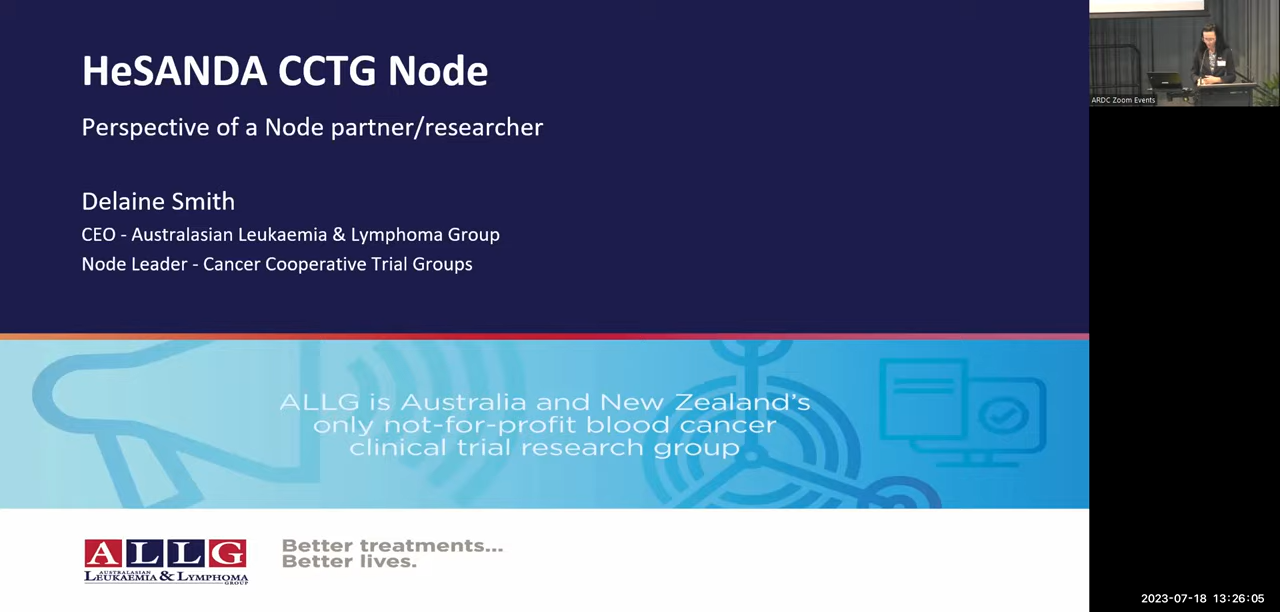 HeSANDA CCTG Node
Perspective of a Node partner/researcher
Delaine Smith
CEO - Australasian Leukaemia & Lymphoma Group
Node Leader - Cancer Cooperative Trial Groups
ALLG is Australia and New Zealand's
only not-for-profit blood cancer
clinical trial research group
ALLG
AUSTRALASIAN
LEUKAEMIA & LYMPHOMA
GROUP
Better treatments...
Better lives.
ARDC Zoom Events
2023-07-18 13:26:05